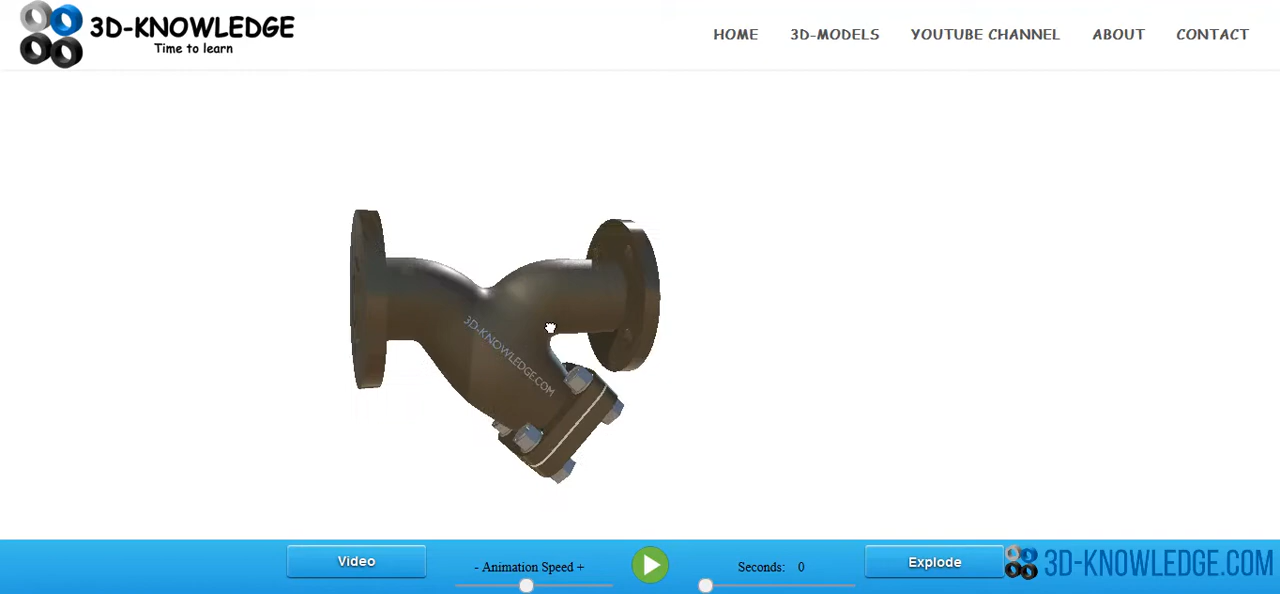 3D-KNOWLEDGE
Time to learn
HOME 3D-MODELS YOUTUBE CHANNEL ABOUT CONTACT
3D-KNOWLEDGE.COM
Video
- Animation Speed +
Seconds: 0
Explode
3D-KNOWLEDGE.COM